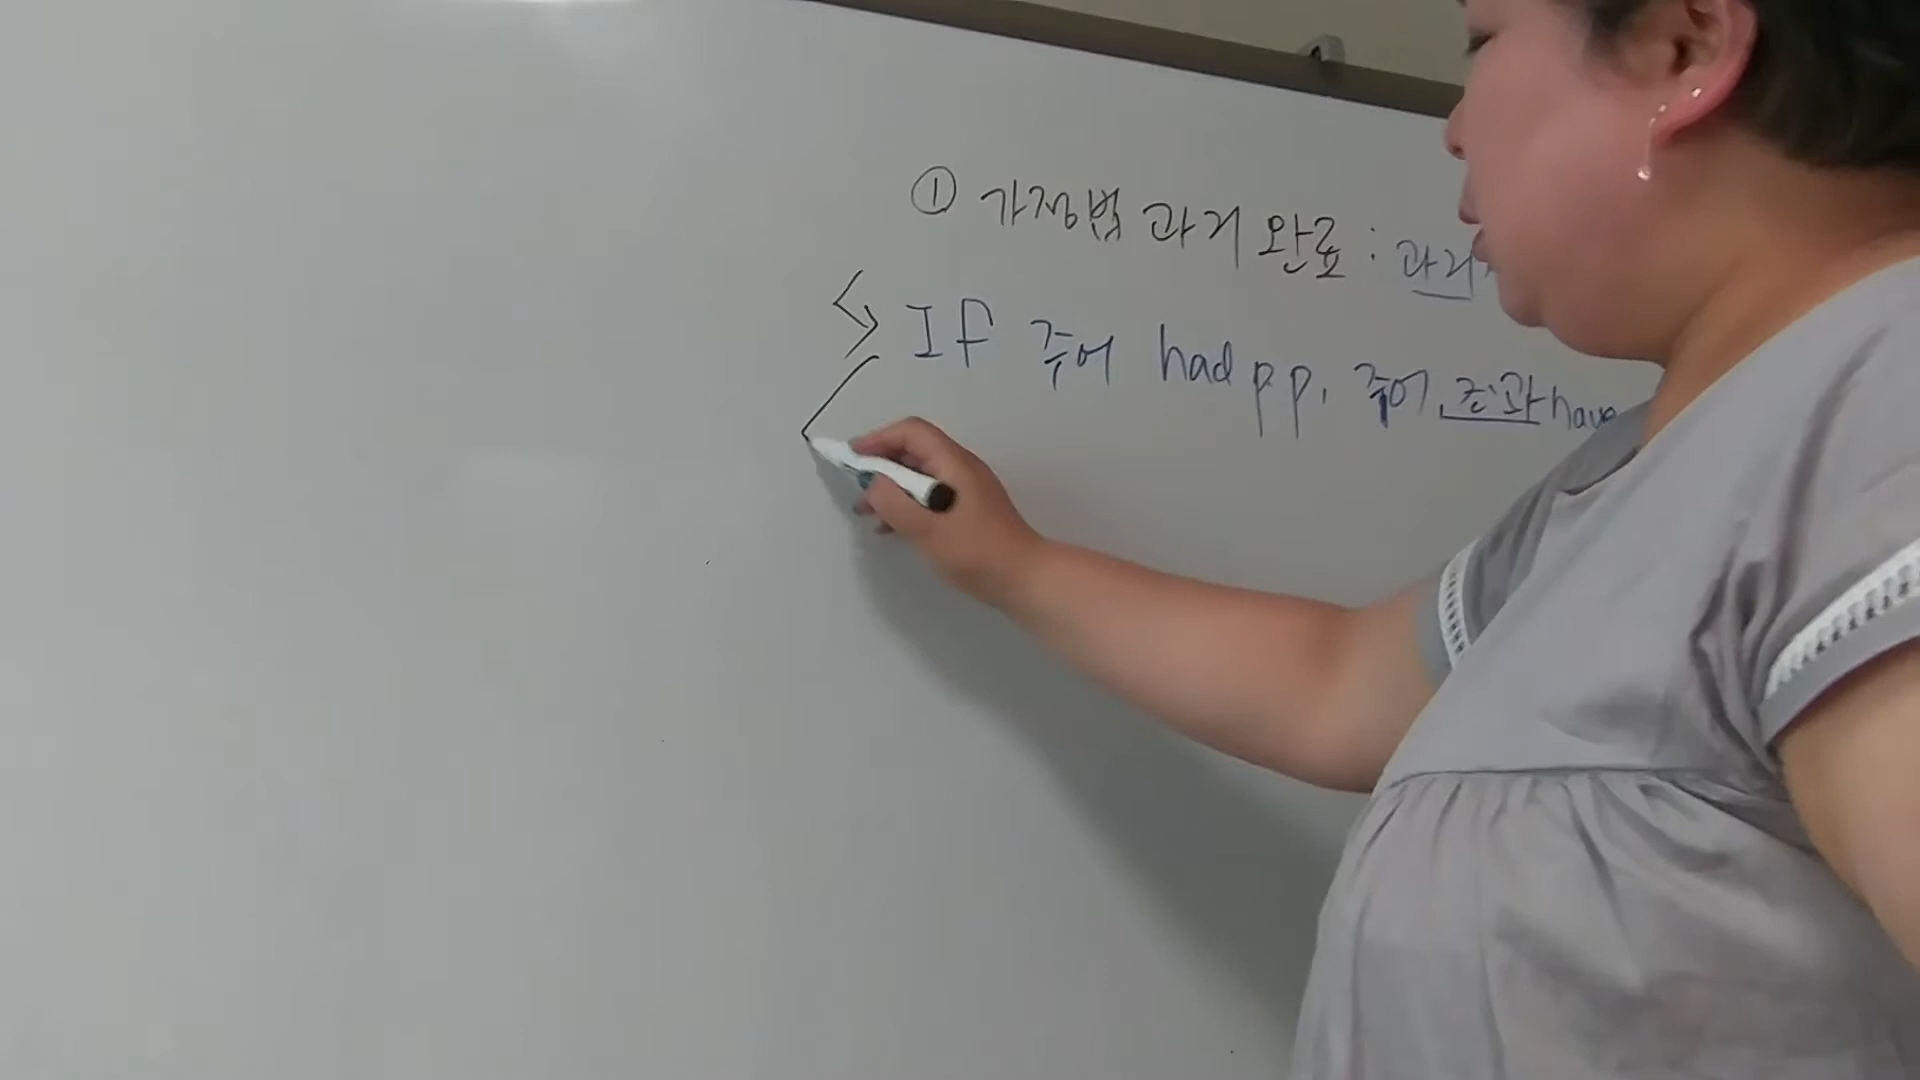 ① 가정법 과거 완료 : 과거
If 주어 had pp, 주어 조과 have